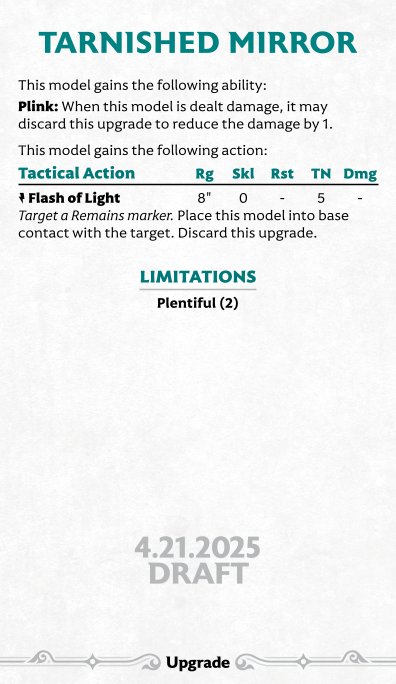 TARNISHED MIRROR
This model gains the following ability:
Plink: When this model is dealt damage, it may
discard this upgrade to reduce the damage by 1.
This model gains the following action:
Tactical Action Rg Skl Rst TN Dmg
Flash of Light 8" 0 - 5 -
Target a Remains marker. Place this model into base
contact with the target. Discard this upgrade.
LIMITATIONS
Plentiful (2)
4.21.2025
DRAFT
Upgrade